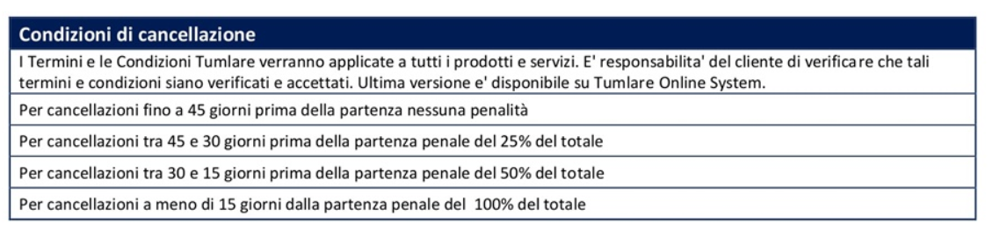 Condizioni di cancellazione
I Termini e le Condizioni Tumlare verranno applicate a tutti i prodotti e servizi. E' responsabilita' del cliente di verificare che tali
termini e condizioni siano verificati e accettati. Ultima versione e' disponibile su Tumlare Online System.
Per cancellazioni fino a 45 giorni prima della partenza nessuna penalità
Per cancellazioni tra 45 e 30 giorni prima della partenza penale del 25% del totale
Per cancellazioni tra 30 e 15 giorni prima della partenza penale del 50% del totale
Per cancellazioni a meno di 15 giorni dalla partenza penale del  100% del totale